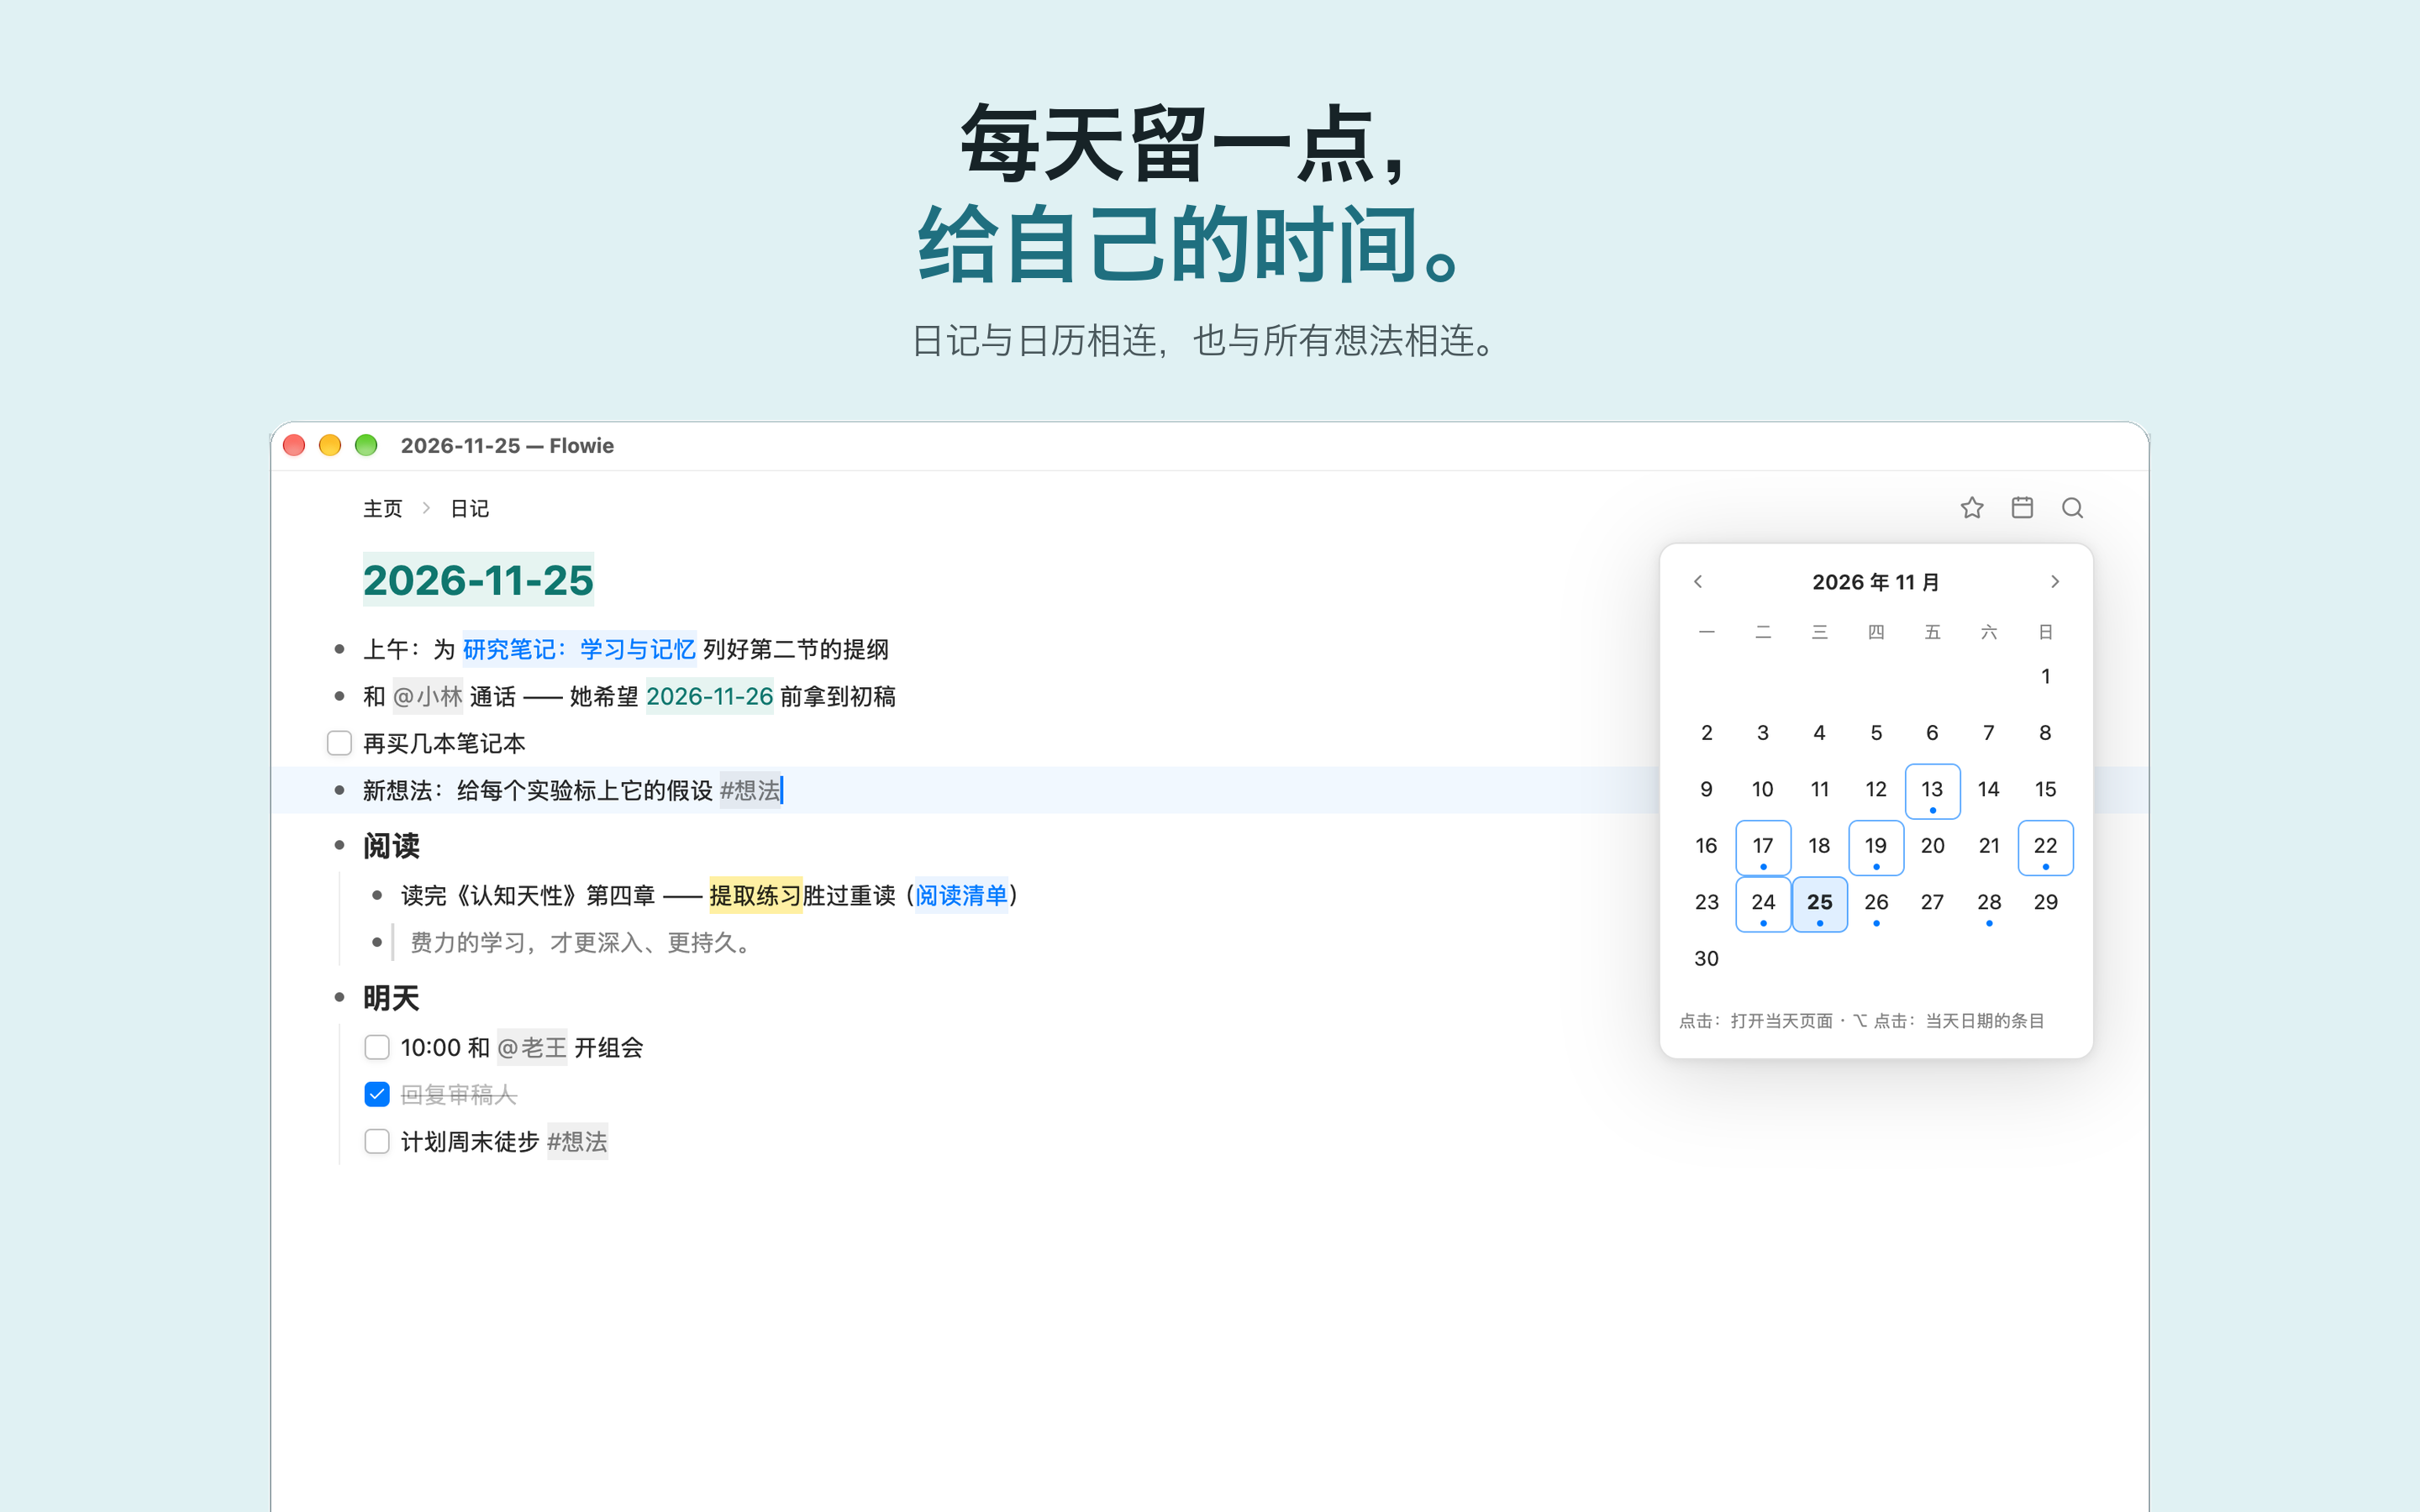 每天留一点，
给自己的时间。
日记与日历相连，也与所有想法相连。
2026-11-25 — Flowie
主页 > 日记
2026-11-25
上午：为 研究笔记：学习与记忆 列好第二节的提纲
和 @小林 通话 —— 她希望 2026-11-26 前拿到初稿
再买几本笔记本
新想法：给每个实验标上它的假设 #想法
阅读
读完《认知天性》第四章 —— 提取练习胜过重读（阅读清单）
费力的学习，才更深入、更持久。
明天
10:00 和 @老王 开组会
回复审稿人
计划周末徒步 #想法
2026 年 11 月
一 二 三 四 五 六 日
1
2 3 4 5 6 7 8
9 10 11 12 13 14 15
16 17 18 19 20 21 22
23 24 25 26 27 28 29
30
点击：打开当天页面 · ⌥ 点击：当天日期的条目